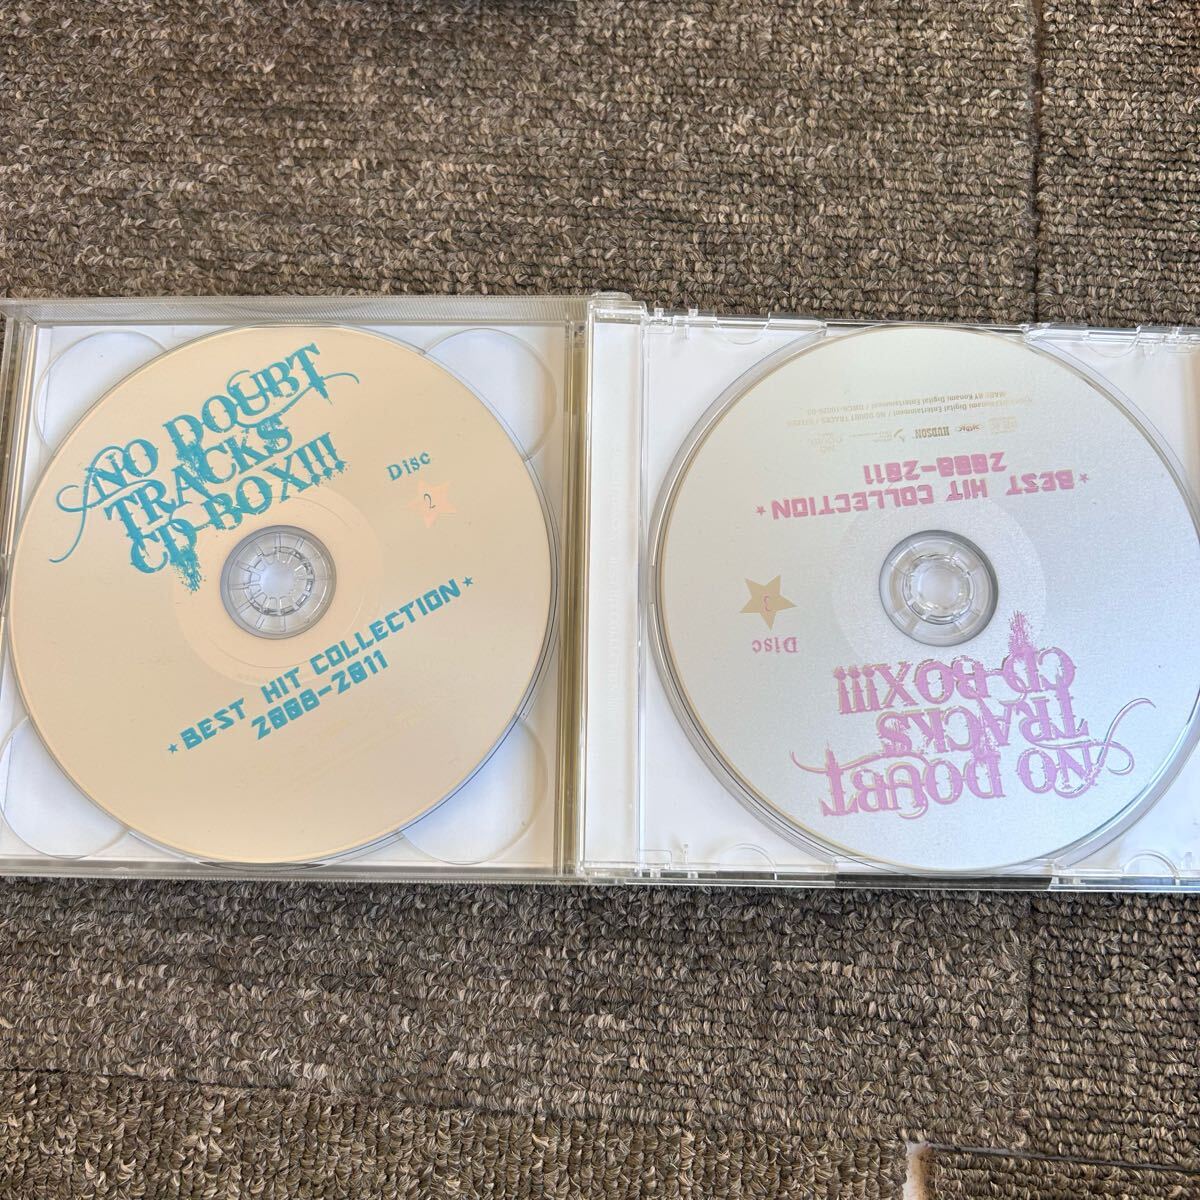 NO DOUBT
TRACKS
CD-BOX!!!
Disc
2
★BEST HIT COLLECTION★
2008-2011
NO DOUBT
TRACKS
CD-BOX!!!
Disc
3
★BEST HIT COLLECTION★
2008-2011
HUDSON